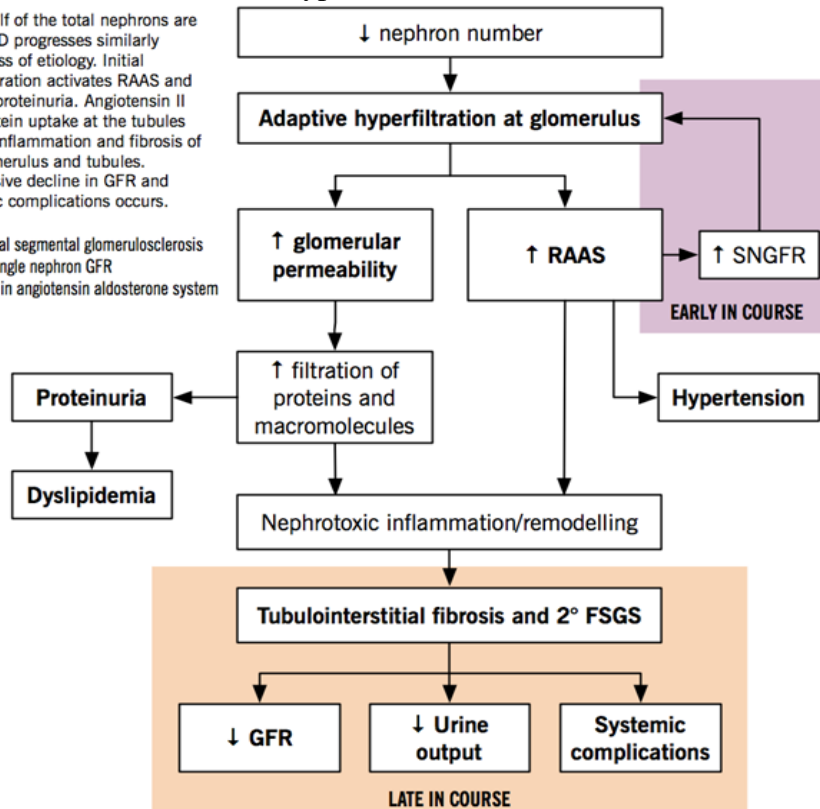 lf of the total nephrons are
D progresses similarly
ss of etiology. Initial
ration activates RAAS and
proteinuria. Angiotensin II
tein uptake at the tubules
nflammation and fibrosis of
nerulus and tubules.
sive decline in GFR and
c complications occurs.
al segmental glomerulosclerosis
ngle nephron GFR
in angiotensin aldosterone system
↓ nephron number
Adaptive hyperfiltration at glomerulus
↑ glomerular
permeability
↑ RAAS
↑ SNGFR
EARLY IN COURSE
↑ filtration of
proteins and
macromolecules
Proteinuria
Hypertension
Dyslipidemia
Nephrotoxic inflammation/remodelling
Tubulointerstitial fibrosis and 2° FSGS
↓ GFR
↓ Urine
output
Systemic
complications
LATE IN COURSE